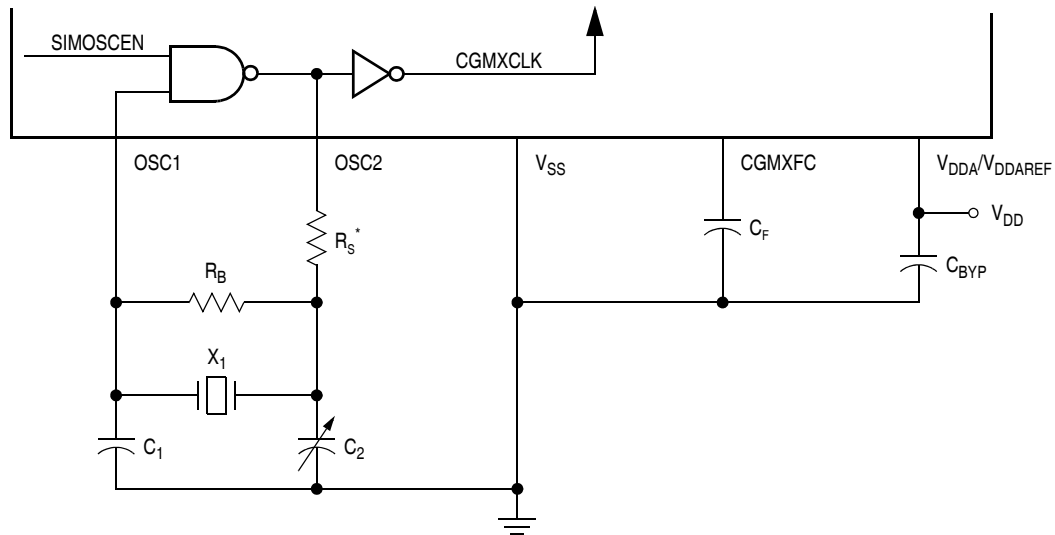 SIMOSCEN
CGMXCLK
OSC1
OSC2
VSS
CGMXFC
VDDA/VDDAREF
RS*
CF
VDD
CBYP
RB
X1
C1
C2